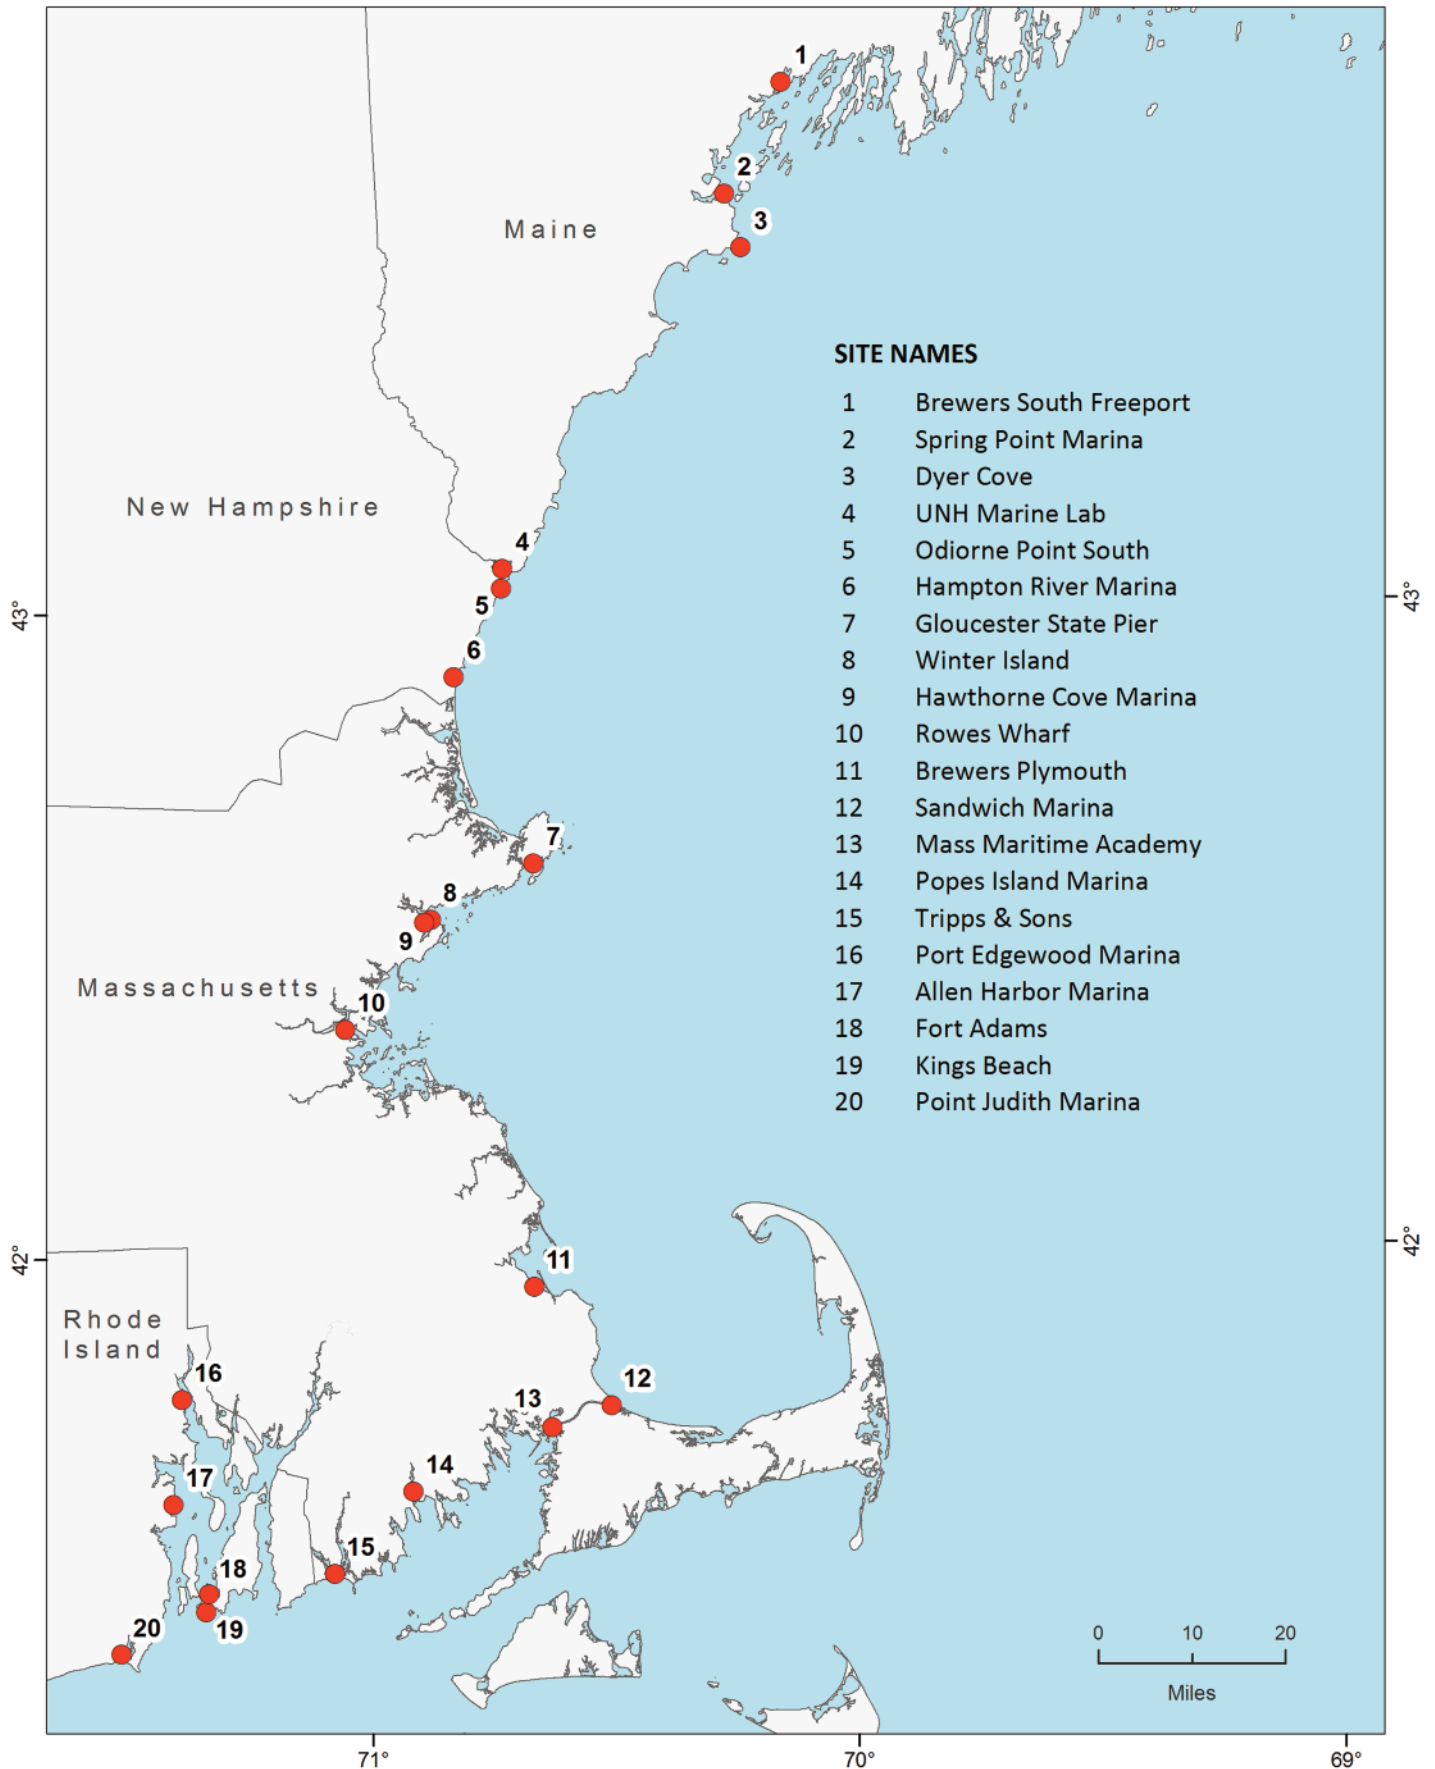 1
2
3
Maine
SITE NAMES
1 Brewers South Freeport
2 Spring Point Marina
3 Dyer Cove
4 UNH Marine Lab
5 Odiorne Point South
6 Hampton River Marina
7 Gloucester State Pier
8 Winter Island
9 Hawthorne Cove Marina
10 Rowes Wharf
11 Brewers Plymouth
12 Sandwich Marina
13 Mass Maritime Academy
14 Popes Island Marina
15 Tripps & Sons
16 Port Edgewood Marina
17 Allen Harbor Marina
18 Fort Adams
19 Kings Beach
20 Point Judith Marina
New Hampshire
4
5
43°
43°
6
7
8
9
Massachusetts
10
42°
42°
11
Rhode
Island
16
12
13
14
17
15
18
19
20
0 10 20
Miles
71° 70° 69°